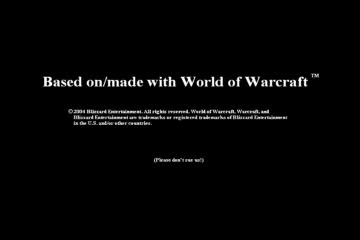 Based on/made with World of Warcraft™
© 2004 Blizzard Entertainment. All rights reserved. World of Warcraft, Warcraft, and
Blizzard Entertainment are trademarks or registered trademarks of Blizzard Entertainment
in the U.S. and/or other countries.
(Please don't sue us!)